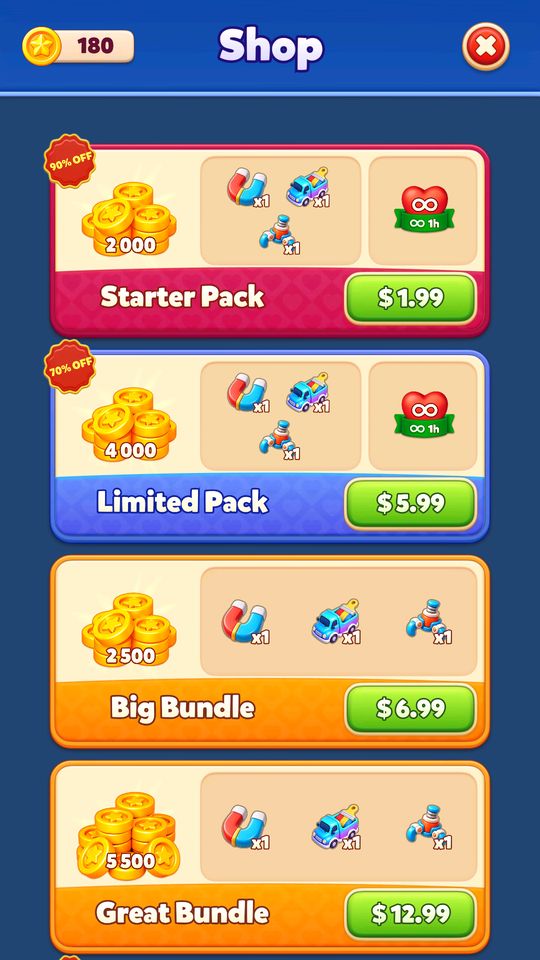 180
Shop
90% OFF
2 000
x1
x1
x1
∞
∞ 1h
Starter Pack
$1.99
70% OFF
4 000
x1
x1
x1
∞
∞ 1h
Limited Pack
$5.99
2 500
x1
x1
x1
Big Bundle
$6.99
5 500
x1
x1
x1
Great Bundle
$12.99